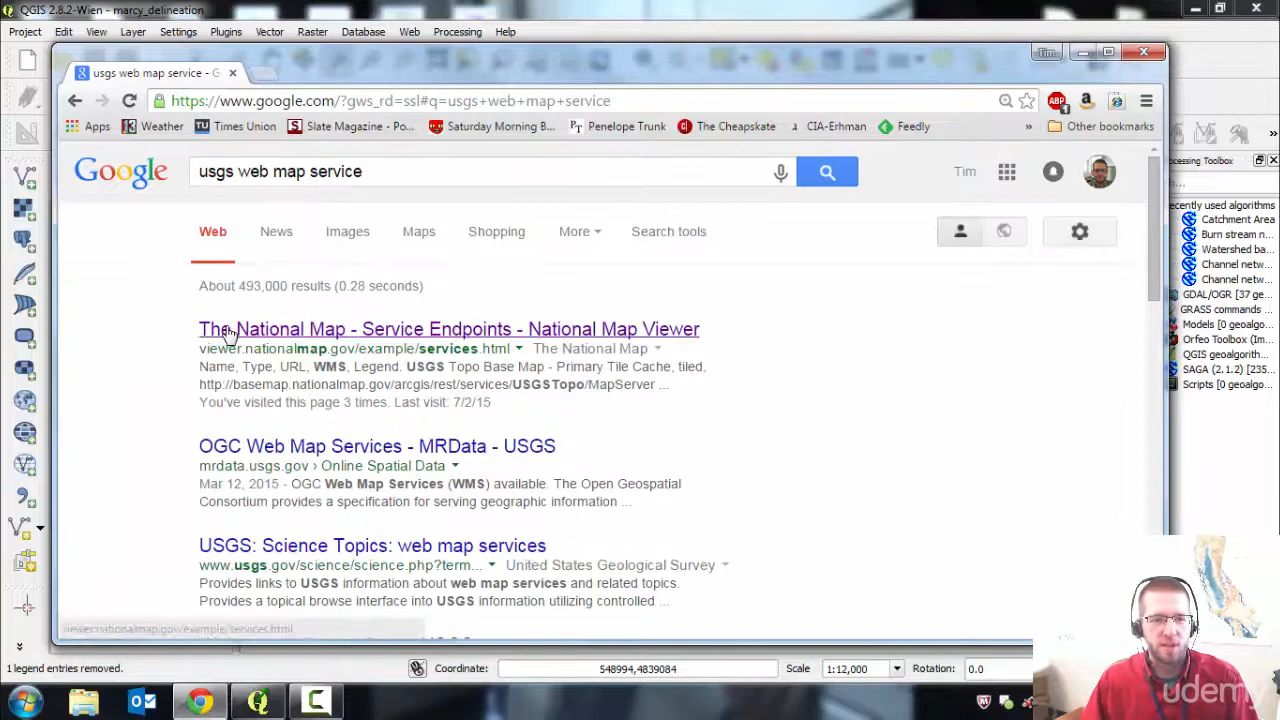 QGIS 2.8.2-Wien - marcy_delineation
Project Edit View Layer Settings Plugins Vector Raster Database Web Processing Help
Tim
usgs web map service - G
https://www.google.com/?gws_rd=ssl#q=usgs+web+map+service
Apps Weather Times Union Slate Magazine - Po... Saturday Morning B... Penelope Trunk The Cheapskate CIA-Erhman Feedly » Other bookmarks
Google usgs web map service Tim
Web News Images Maps Shopping More Search tools
About 493,000 results (0.28 seconds)
The National Map - Service Endpoints - National Map Viewer
viewer.nationalmap.gov/example/services.html The National Map
Name, Type, URL, WMS, Legend. USGS Topo Base Map - Primary Tile Cache, tiled,
http://basemap.nationalmap.gov/arcgis/rest/services/USGSTopo/MapServer ...
You've visited this page 3 times. Last visit: 7/2/15
OGC Web Map Services - MRData - USGS
mrdata.usgs.gov › Online Spatial Data
Mar 12, 2015 - OGC Web Map Services (WMS) available. The Open Geospatial
Consortium provides a specification for serving geographic information ...
USGS: Science Topics: web map services
www.usgs.gov/science/science.php?term... United States Geological Survey
Provides links to USGS information about web map services and related topics.
Provides a topical browse interface into USGS information utilizing controlled ...
viewer.nationalmap.gov/example/services.html
ocessing Toolbox
ecently used algorithms
Catchment Area
Burn stream n
Watershed ba
Channel netw
Channel netw
GDAL/OGR [37 ge
GRASS commands
Models [0 geoalgo
Orfeo Toolbox (Im
QGIS geoalgorith
SAGA (2.1.2) [235
Scripts [0 geoalgo
1 legend entries removed. Coordinate: 548994,4839084 Scale 1:12,000 Rotation: 0.0
udemy